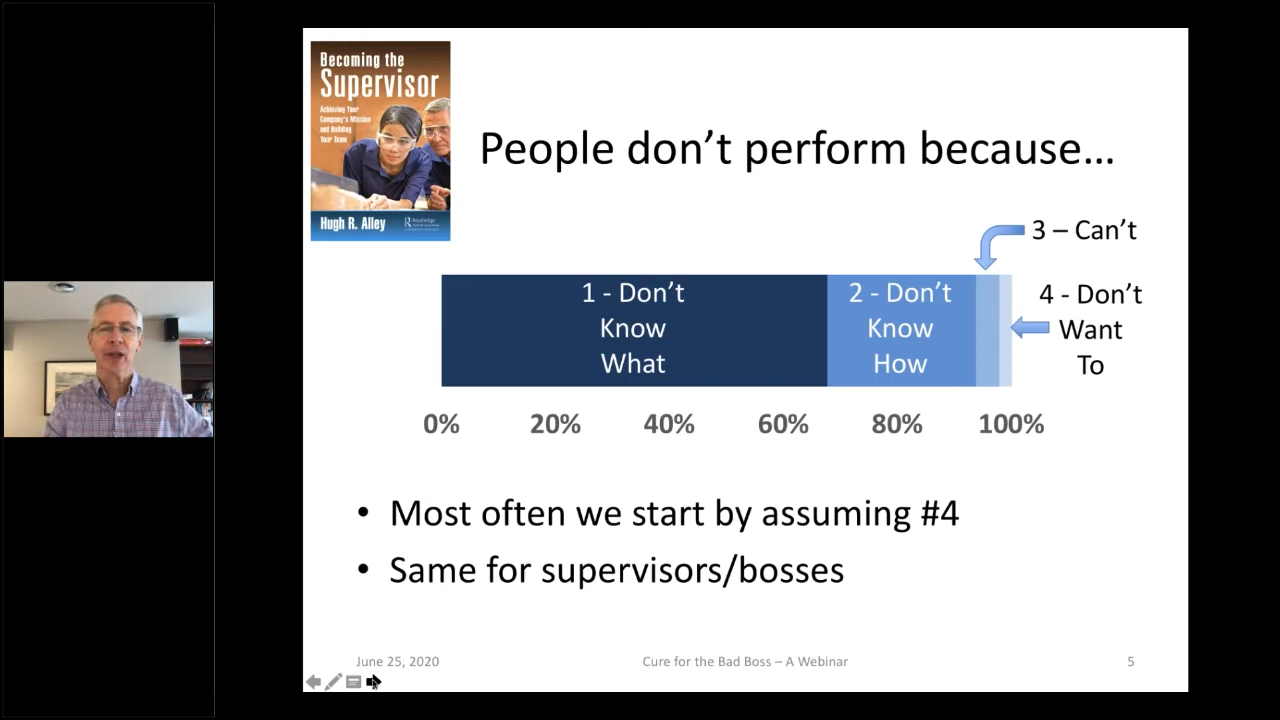 Becoming the
Supervisor
Achieving Your
Company's Mission
and Building
Your Team
Hugh R. Alley
Routledge
People don't perform because…
3 – Can't
1 - Don't
Know
What
2 - Don't
Know
How
4 - Don't
Want
To
0% 20% 40% 60% 80% 100%
• Most often we start by assuming #4
• Same for supervisors/bosses
June 25, 2020 Cure for the Bad Boss – A Webinar 5